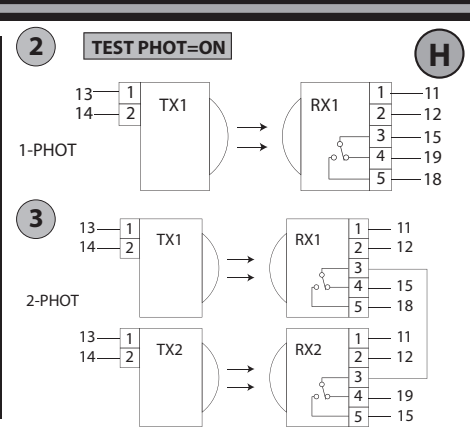 2 TEST PHOT=ON H
13 1 TX1 RX1 1 11
14 2 2 12
3 15
1-PHOT 4 19
5 18
3
13 1 TX1 RX1 1 11
14 2 2 12
3
2-PHOT 4 15
5 18
13 1 TX2 RX2 1 11
14 2 2 12
3
4 19
5 15